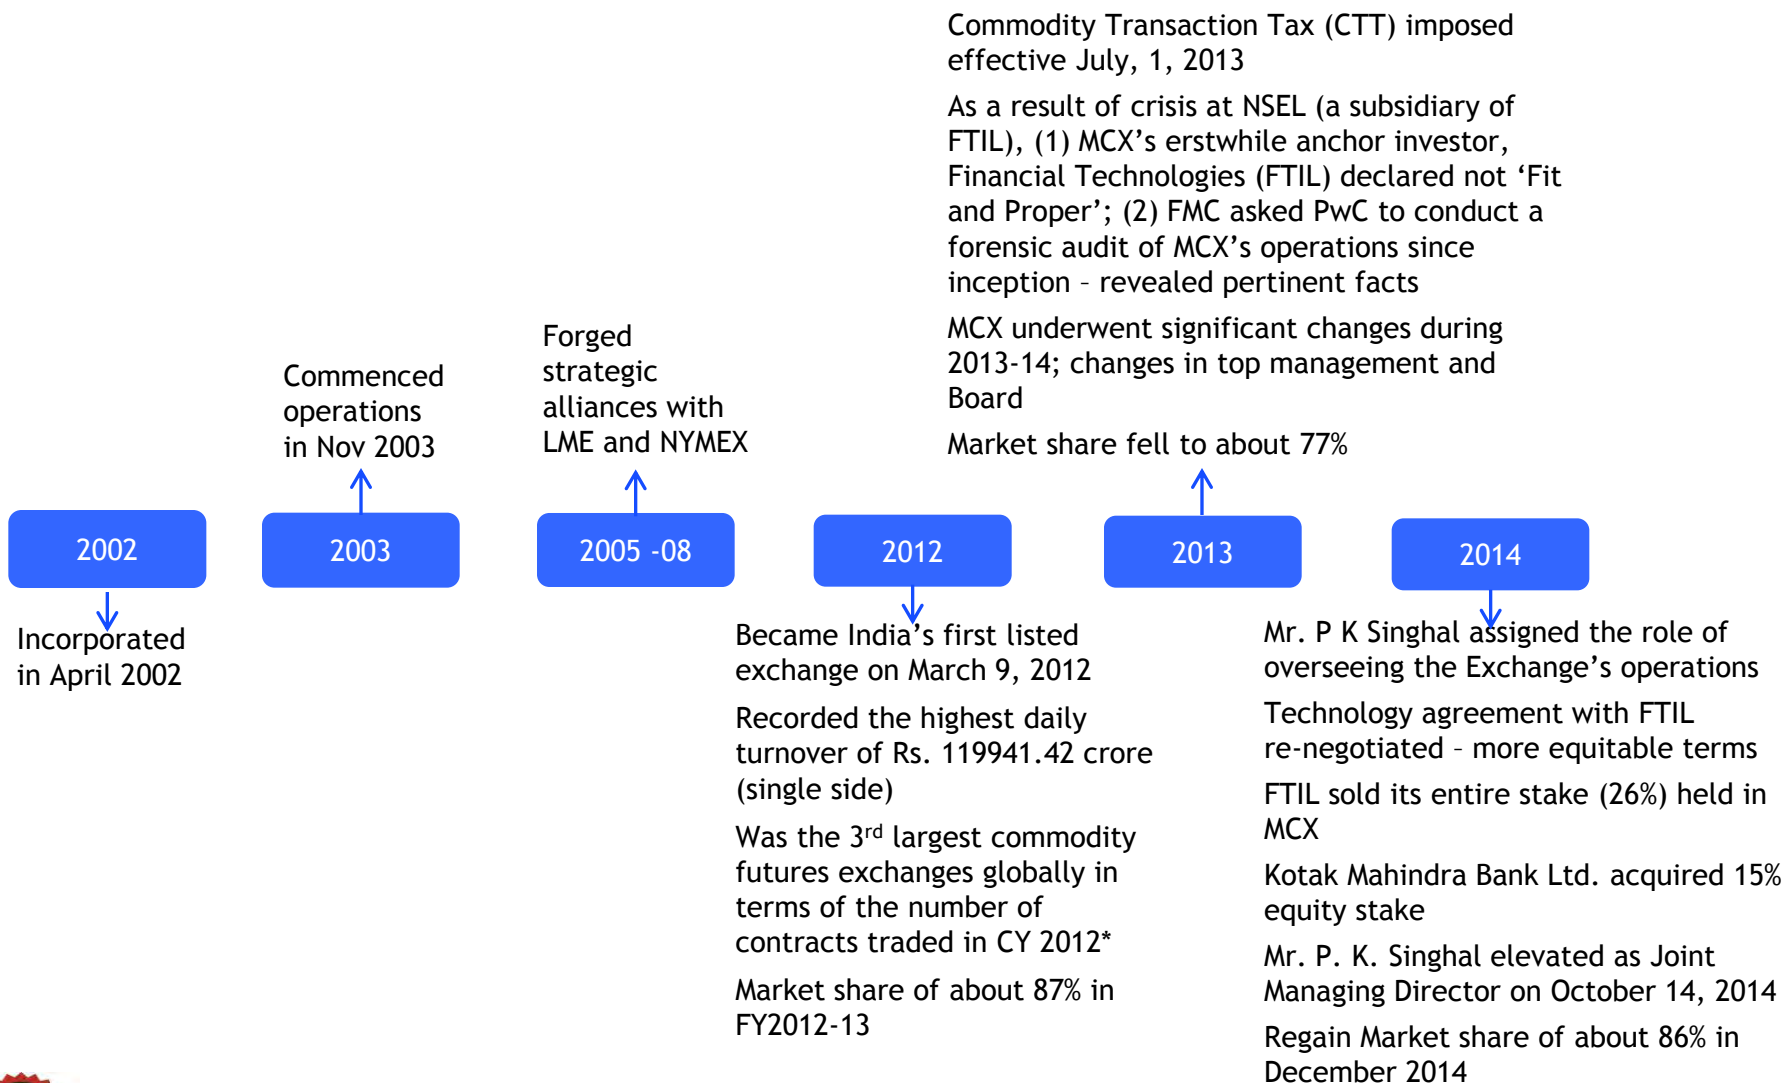 Commodity Transaction Tax (CTT) imposed
effective July, 1, 2013
As a result of crisis at NSEL (a subsidiary of
FTIL), (1) MCX’s erstwhile anchor investor,
Financial Technologies (FTIL) declared not ‘Fit
and Proper’; (2) FMC asked PwC to conduct a
forensic audit of MCX’s operations since
inception – revealed pertinent facts
MCX underwent significant changes during
2013-14; changes in top management and
Board
Market share fell to about 77%
Forged
strategic
alliances with
LME and NYMEX
Commenced
operations
in Nov 2003
2002
2003
2005 -08
2012
2013
2014
Incorporated
in April 2002
Became India’s first listed
exchange on March 9, 2012
Recorded the highest daily
turnover of Rs. 119941.42 crore
(single side)
Was the 3rd largest commodity
futures exchanges globally in
terms of the number of
contracts traded in CY 2012*
Market share of about 87% in
FY2012-13
Mr. P K Singhal assigned the role of
overseeing the Exchange’s operations
Technology agreement with FTIL
re-negotiated – more equitable terms
FTIL sold its entire stake (26%) held in
MCX
Kotak Mahindra Bank Ltd. acquired 15%
equity stake
Mr. P. K. Singhal elevated as Joint
Managing Director on October 14, 2014
Regain Market share of about 86% in
December 2014